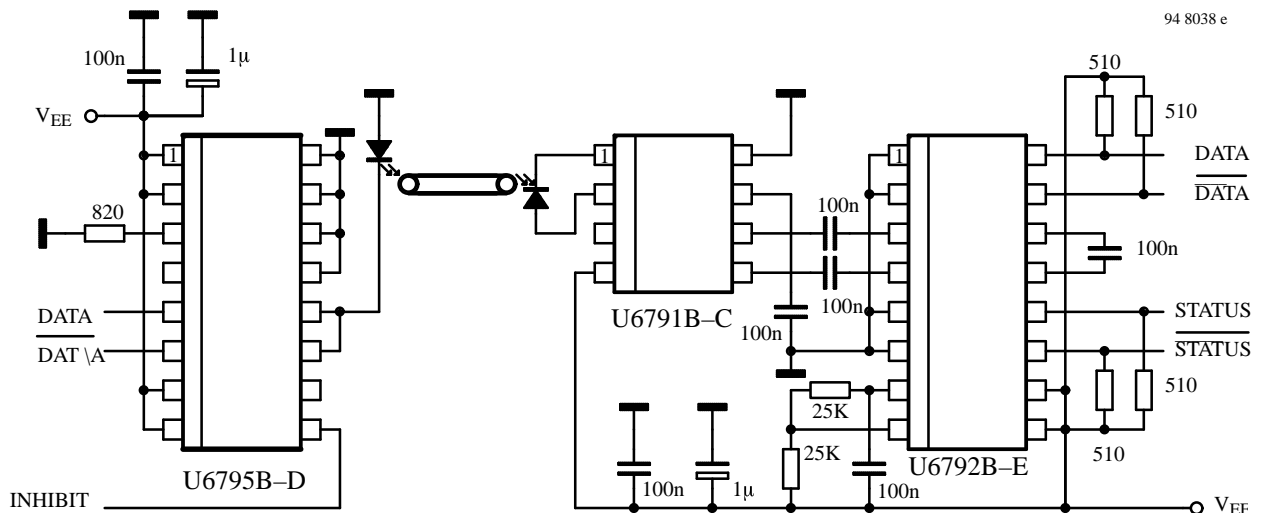 94 8038 e
100n
1µ
510
VEE
510
1
1
1
DATA
DATA
820
100n
100n
100n
DATA
STATUS
U6791B–C
100n
DAT \A
STATUS
510
25K
25K
510
U6795B–D
U6792B–E
100n
1µ
100n
INHIBIT
VEE